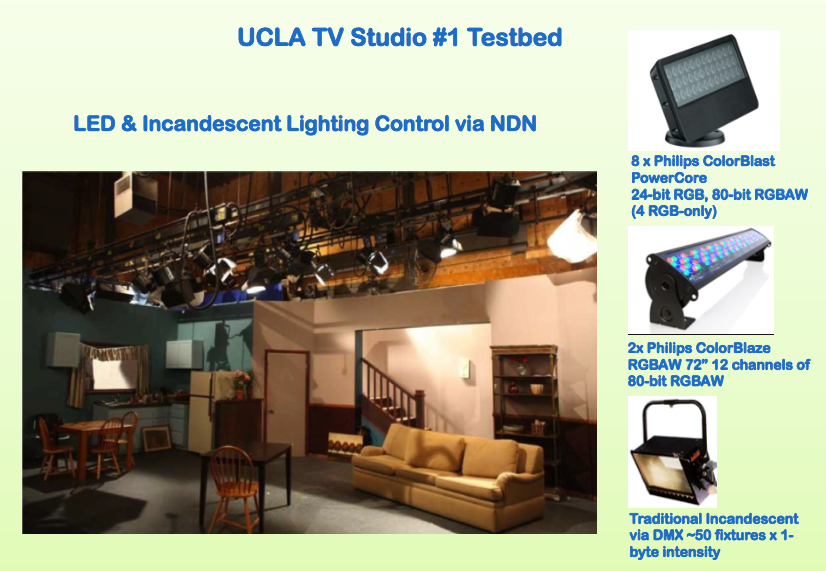 UCLA TV Studio #1 Testbed
LED & Incandescent Lighting Control via NDN
8 x Philips ColorBlast
PowerCore
24-bit RGB, 80-bit RGBAW
(4 RGB-only)
2x Philips ColorBlaze
RGBAW 72” 12 channels of
80-bit RGBAW
Traditional Incandescent
via DMX ~50 fixtures x 1-
byte intensity